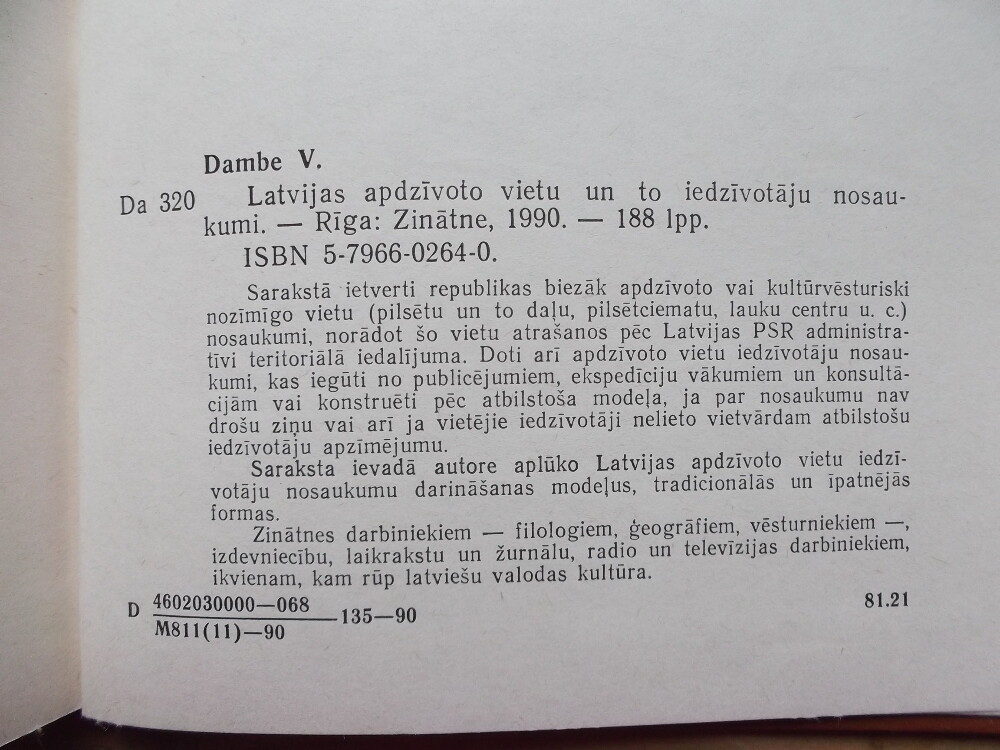 Dambe V.
Da 320 Latvijas apdzīvoto vietu un to iedzīvotāju nosau-
kumi. — Rīga: Zinātne, 1990. — 188 lpp.
ISBN 5-7966-0264-0.
Sarakstā ietverti republikas biezāk apdzīvoto vai kultūrvēsturiski
nozīmīgo vietu (pilsētu un to daļu, pilsētciematu, lauku centru u. c.)
nosaukumi, norādot šo vietu atrašanos pēc Latvijas PSR administra-
tīvi teritoriālā iedalījuma. Doti arī apdzīvoto vietu iedzīvotāju nosau-
kumi, kas iegūti no publicējumiem, ekspedīciju vākumiem un konsultā-
cijām vai konstruēti pēc atbilstoša modeļa, ja par nosaukumu nav
drošu ziņu vai arī ja vietējie iedzīvotāji nelieto vietvārdam atbilstošu
iedzīvotāju apzīmējumu.
Saraksta ievadā autore aplūko Latvijas apdzīvoto vietu iedzī-
votāju nosaukumu darināšanas modeļus, tradicionālās un īpatnējās
formas.
Zinātnes darbiniekiem — filologiem, ģeogrāfiem, vēsturniekiem —,
izdevniecību, laikrakstu un žurnālu, radio un televīzijas darbiniekiem,
ikvienam, kam rūp latviešu valodas kultūra.
D 4602030000—068
M811(11)—90 —135—90
81.21